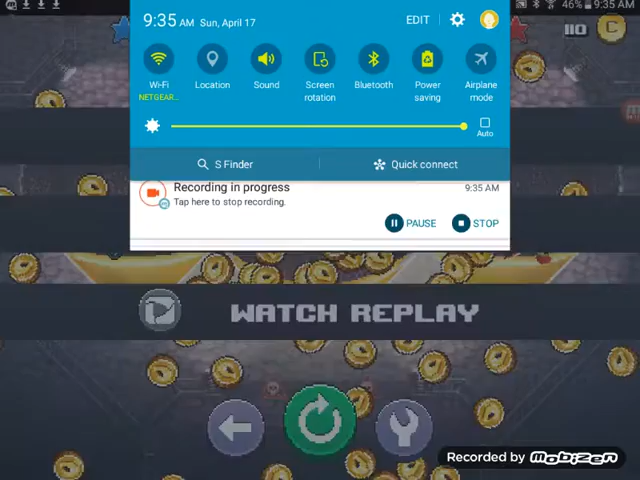 46% 9:35 AM
9:35 AM Sun, April 17 EDIT
110 C
Wi-Fi Location Sound Screen rotation Bluetooth Power saving Airplane mode
NETGEAR...
Auto
S Finder Quick connect
Recording in progress 9:35 AM
Tap here to stop recording.
PAUSE STOP
WATCH REPLAY
Recorded by mobizen